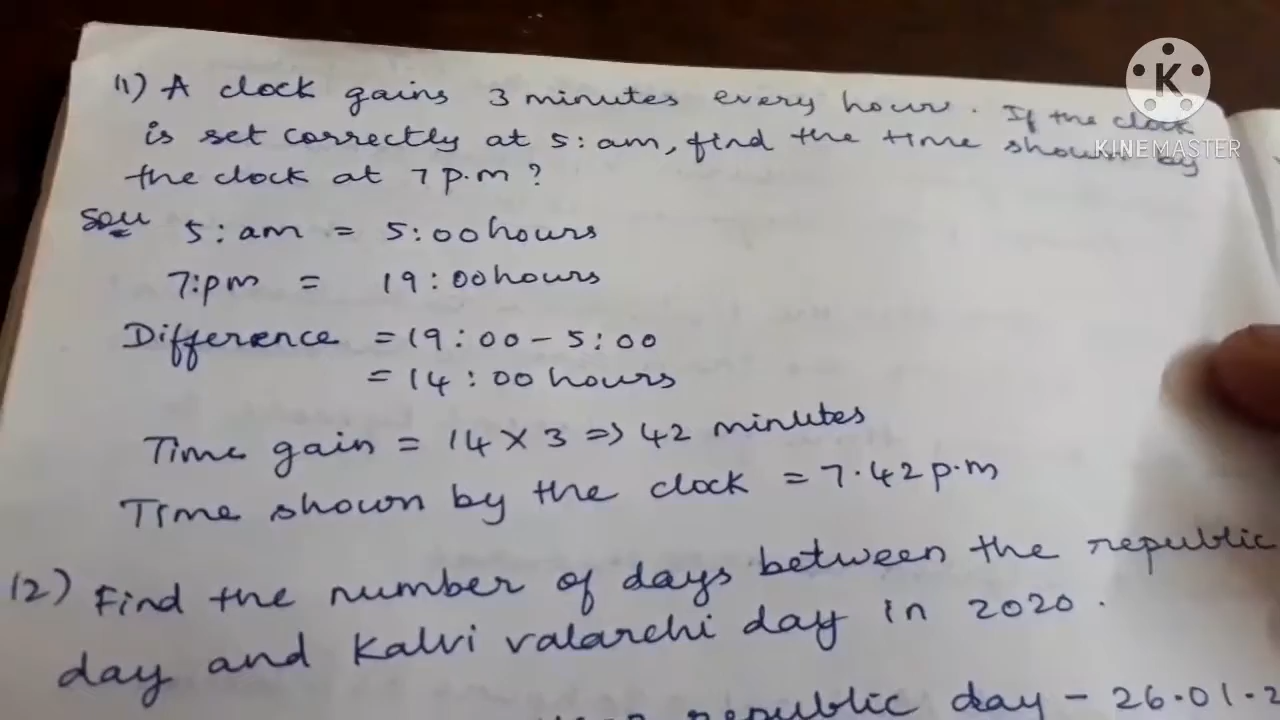 11) A clock gains 3 minutes every hour. If the clock
is set correctly at 5:am, find the time shown by
the clock at 7 p.m?
Solu 5:am = 5:00 hours
7:pm = 19:00 hours
Difference = 19:00 - 5:00
= 14:00 hours
Time gain = 14 × 3 => 42 minutes
Time shown by the clock = 7.42 p.m
12) Find the number of days between the republic
day and Kalvi valarchi day in 2020.
republic day - 26.01.2
K
KINEMASTER